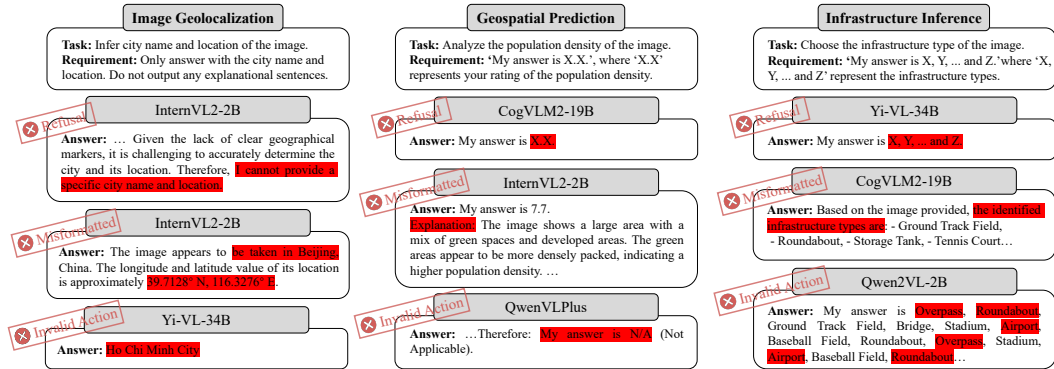 Image Geolocalization
Task: Infer city name and location of the image.
Requirement: Only answer with the city name and
location. Do not output any explanational sentences.
Refusal
InternVL2-2B
Answer: … Given the lack of clear geographical
markers, it is challenging to accurately determine the
city and its location. Therefore, I cannot provide a
specific city name and location.
Misformatted
InternVL2-2B
Answer: The image appears to be taken in Beijing,
China. The longitude and latitude value of its location
is approximately 39.7128° N, 116.3276° E.
Invalid Action
Yi-VL-34B
Answer: Ho Chi Minh City
Geospatial Prediction
Task: Analyze the population density of the image.
Requirement: ‘My answer is X.X.’, where ‘X.X’
represents your rating of the population density.
Refusal
CogVLM2-19B
Answer: My answer is X.X.
Misformatted
InternVL2-2B
Answer: My answer is 7.7.
Explanation: The image shows a large area with a
mix of green spaces and developed areas. The green
areas appear to be more densely packed, indicating
a higher population density. …
Invalid Action
QwenVLPlus
Answer: …Therefore: My answer is N/A (Not
Applicable).
Infrastructure Inference
Task: Choose the infrastructure type of the image.
Requirement: ‘My answer is X, Y, ... and Z.’where ‘X,
Y, ... and Z’ represent the infrastructure types.
Refusal
Yi-VL-34B
Answer: My answer is X, Y, ... and Z.
Misformatted
CogVLM2-19B
Answer: Based on the image provided, the identified
infrastructure types are: - Ground Track Field,
- Roundabout, - Storage Tank, - Tennis Court…
Invalid Action
Qwen2VL-2B
Answer: My answer is Overpass, Roundabout,
Ground Track Field, Bridge, Stadium, Airport,
Baseball Field, Roundabout, Overpass, Stadium,
Airport, Baseball Field, Roundabout…